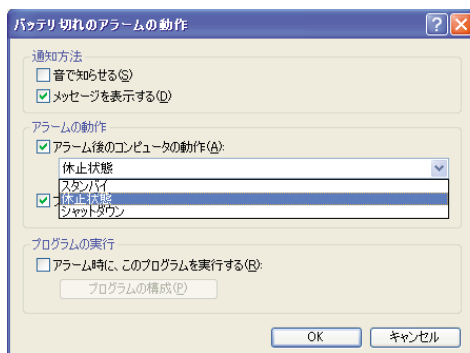 バッテリ切れのアラームの動作
通知方法
音で知らせる(S)
メッセージを表示する(D)
アラームの動作
アラーム後のコンピュータの動作(A):
休止状態
スタンバイ
休止状態
シャットダウン
プログラムの実行
アラーム時に、このプログラムを実行する(R):
プログラムの構成(P)
OK
キャンセル